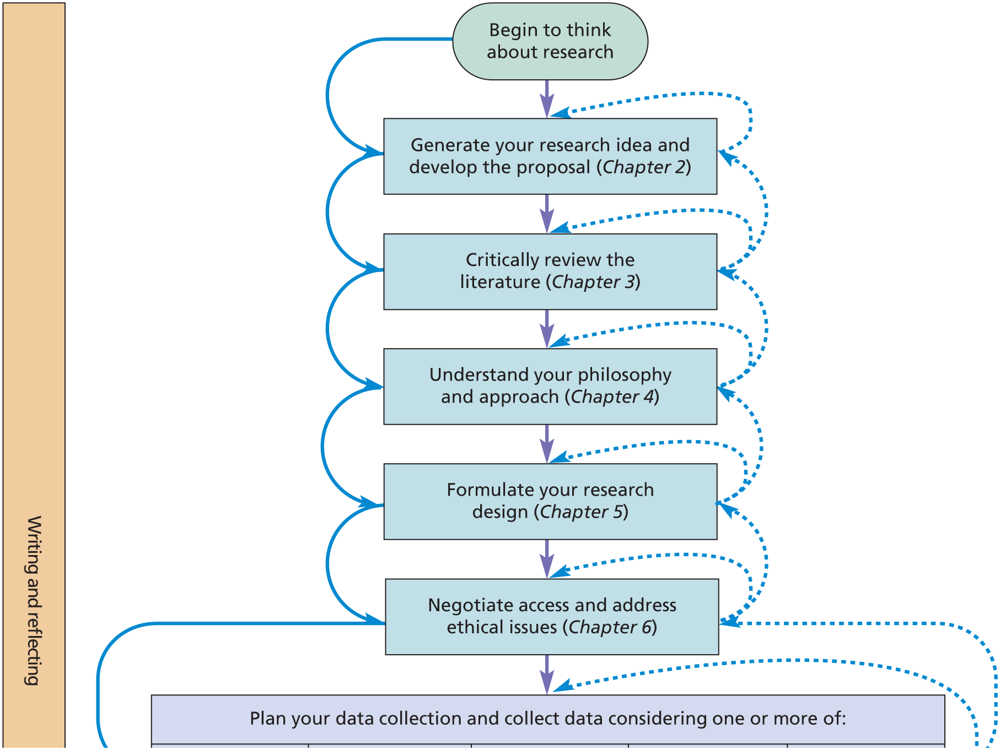 Begin to think
about research
Generate your research idea and
develop the proposal (Chapter 2)
Critically review the
literature (Chapter 3)
Understand your philosophy
and approach (Chapter 4)
Formulate your research
design (Chapter 5)
Negotiate access and address
ethical issues (Chapter 6)
Plan your data collection and collect data considering one or more of:
Writing and reflecting